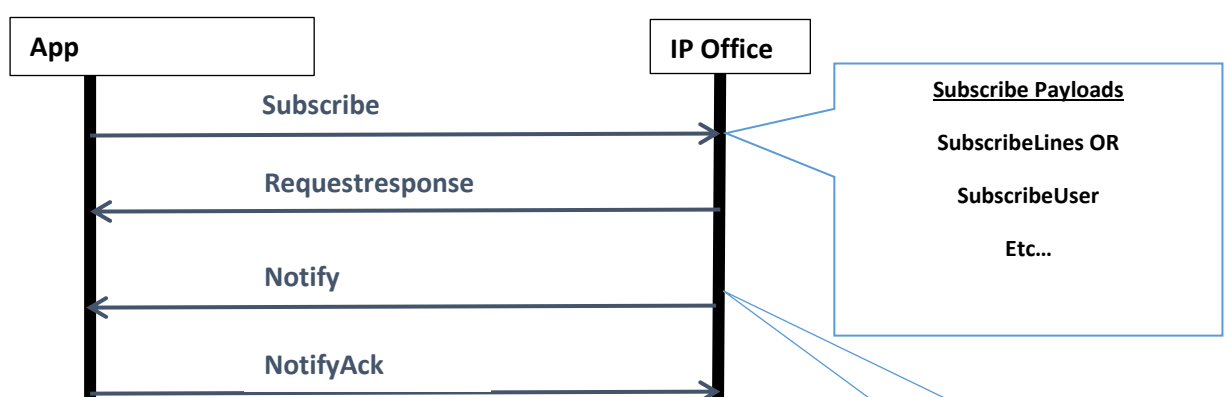 App
IP Office
Subscribe
Requestresponse
Notify
NotifyAck
Subscribe Payloads
SubscribeLines OR
SubscribeUser
Etc…